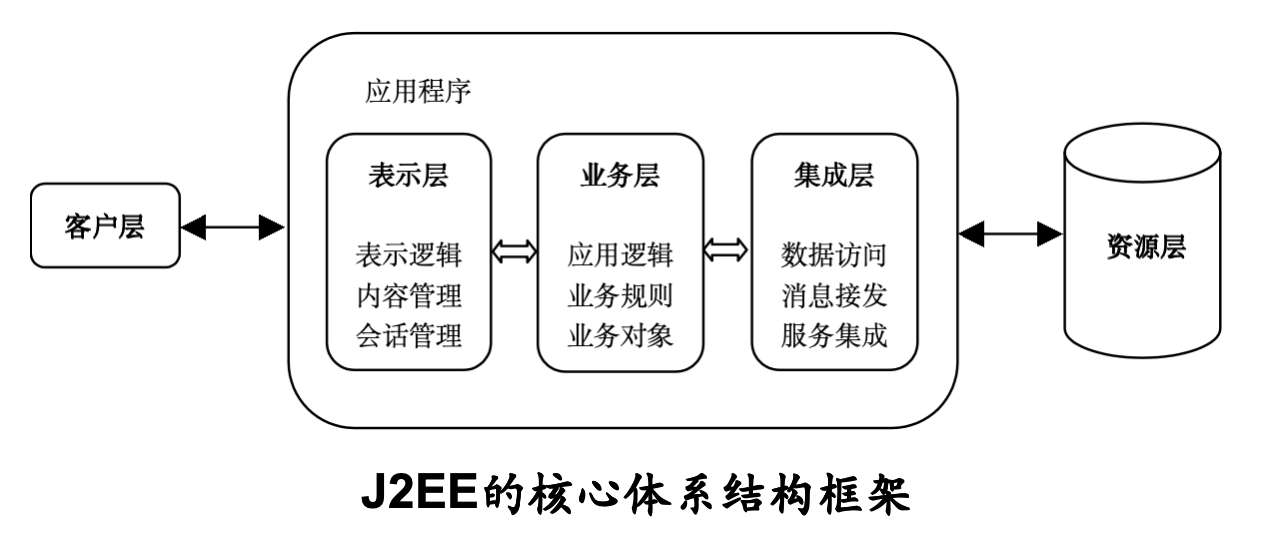 应用程序
客户层
表示层
表示逻辑
内容管理
会话管理
业务层
应用逻辑
业务规则
业务对象
集成层
数据访问
消息接发
服务集成
资源层
J2EE的核心体系结构框架